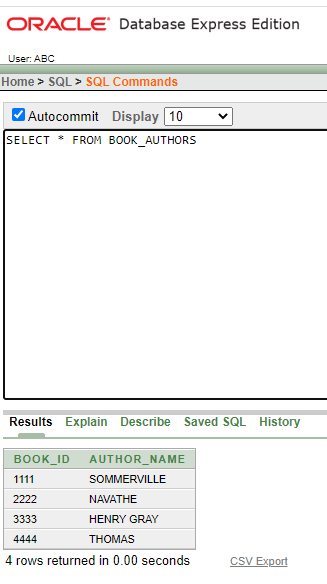 ORACLE® Database Express Edition
User: ABC
Home > SQL > SQL Commands
Autocommit Display 10
SELECT * FROM BOOK_AUTHORS
Results Explain Describe Saved SQL History
BOOK_ID AUTHOR_NAME
1111 SOMMERVILLE
2222 NAVATHE
3333 HENRY GRAY
4444 THOMAS
4 rows returned in 0.00 seconds CSV Export